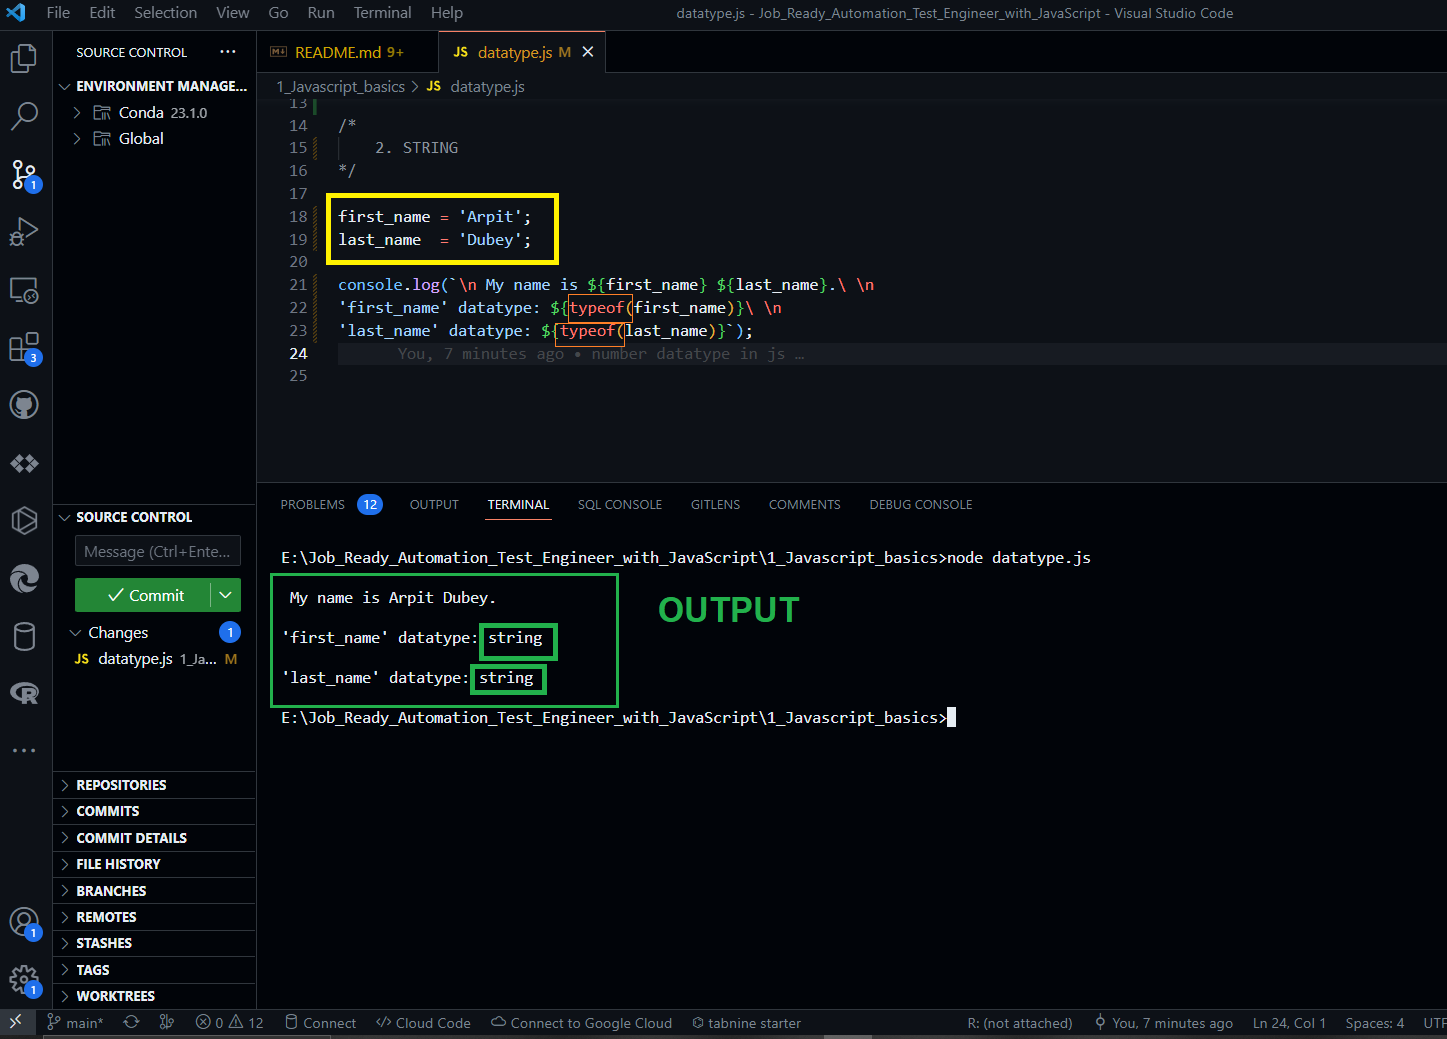 File Edit Selection View Go Run Terminal Help
datatype.js - Job_Ready_Automation_Test_Engineer_with_JavaScript - Visual Studio Code
SOURCE CONTROL ...
ENVIRONMENT MANAGE...
Conda 23.1.0
Global
README.md 9+
JS datatype.js M
1_Javascript_basics > JS datatype.js
13
14 /*
15 2. STRING
16 */
17
18 first_name = 'Arpit';
19 last_name = 'Dubey';
20
21 console.log(`\n My name is ${first_name} ${last_name}.\ \n
22 'first_name' datatype: ${typeof(first_name)}\ \n
23 'last_name' datatype: ${typeof(last_name)}`);
24 You, 7 minutes ago • number datatype in js …
25
1
3
SOURCE CONTROL
Message (Ctrl+Ente...
Commit
Changes 1
JS datatype.js 1_Ja... M
PROBLEMS 12 OUTPUT TERMINAL SQL CONSOLE GITLENS COMMENTS DEBUG CONSOLE
E:\Job_Ready_Automation_Test_Engineer_with_JavaScript\1_Javascript_basics>node datatype.js
My name is Arpit Dubey.
'first_name' datatype: string
'last_name' datatype: string
OUTPUT
E:\Job_Ready_Automation_Test_Engineer_with_JavaScript\1_Javascript_basics>
R
REPOSITORIES
COMMITS
COMMIT DETAILS
FILE HISTORY
BRANCHES
REMOTES
STASHES
TAGS
WORKTREES
1
1
main* 0 12 Connect Cloud Code Connect to Google Cloud tabnine starter R: (not attached) You, 7 minutes ago Ln 24, Col 1 Spaces: 4 UTF